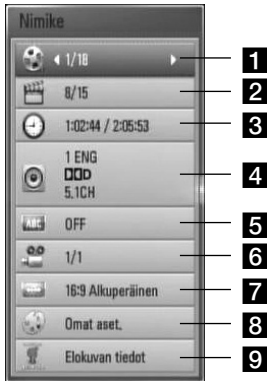 Nimike
1/18
1
8/15
2
1:02:44 / 2:05:53
3
1 ENG
5.1CH
4
ABC
OFF
5
1/1
6
16:9 Alkuperäinen
7
Omat aset.
8
Elokuvan tiedot
9